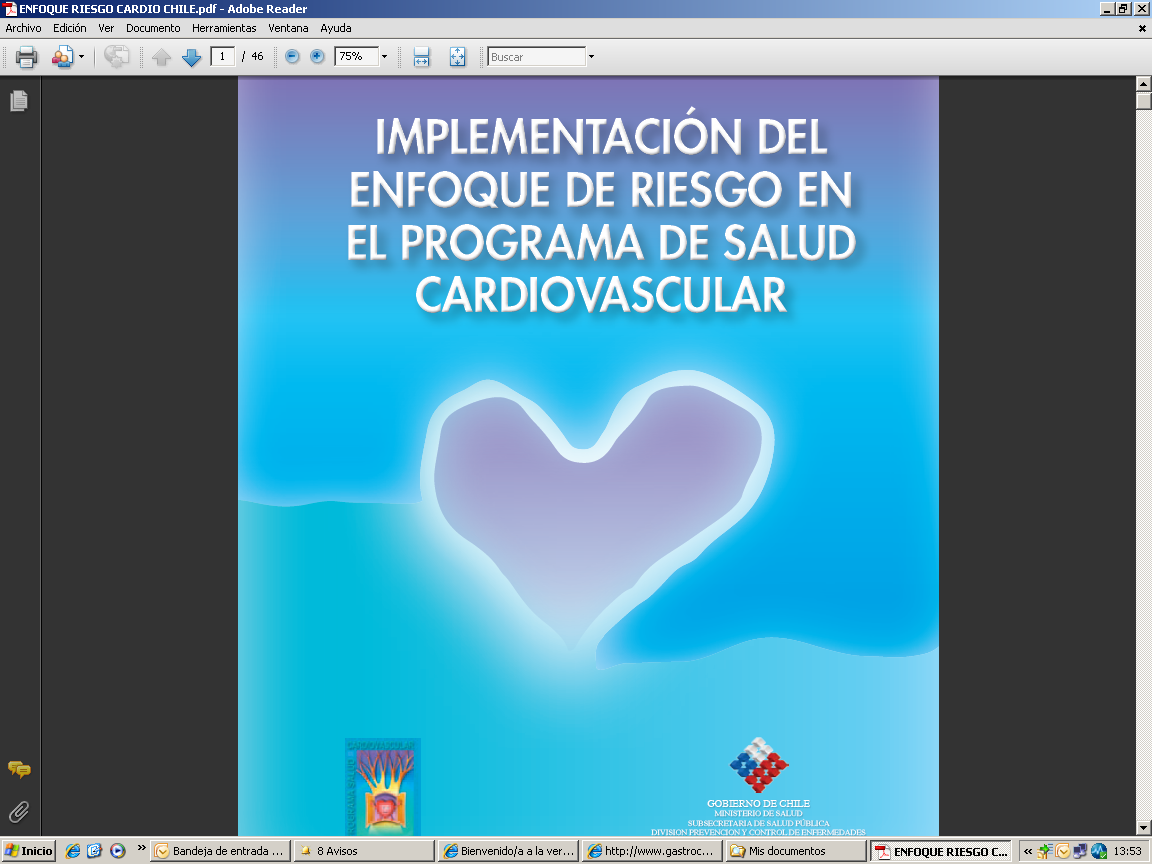 ENFOQUE RIESGO CARDIO CHILE.pdf - Adobe Reader
Archivo Edición Ver Documento Herramientas Ventana Ayuda
1 / 46 75% Buscar
IMPLEMENTACIÓN DEL
ENFOQUE DE RIESGO EN
EL PROGRAMA DE SALUD
CARDIOVASCULAR
CARDIOVASCULAR
PROGRAMA SALUD
GOBIERNO DE CHILE
MINISTERIO DE SALUD
SUBSECRETARIA DE SALUD PÚBLICA
DIVISION PREVENCION Y CONTROL DE ENFERMEDADES
Inicio » Bandeja de entrada ... 8 Avisos Bienvenido/a a la ver... http://www.gastroc... Mis documentos ENFOQUE RIESGO C... « 13:53